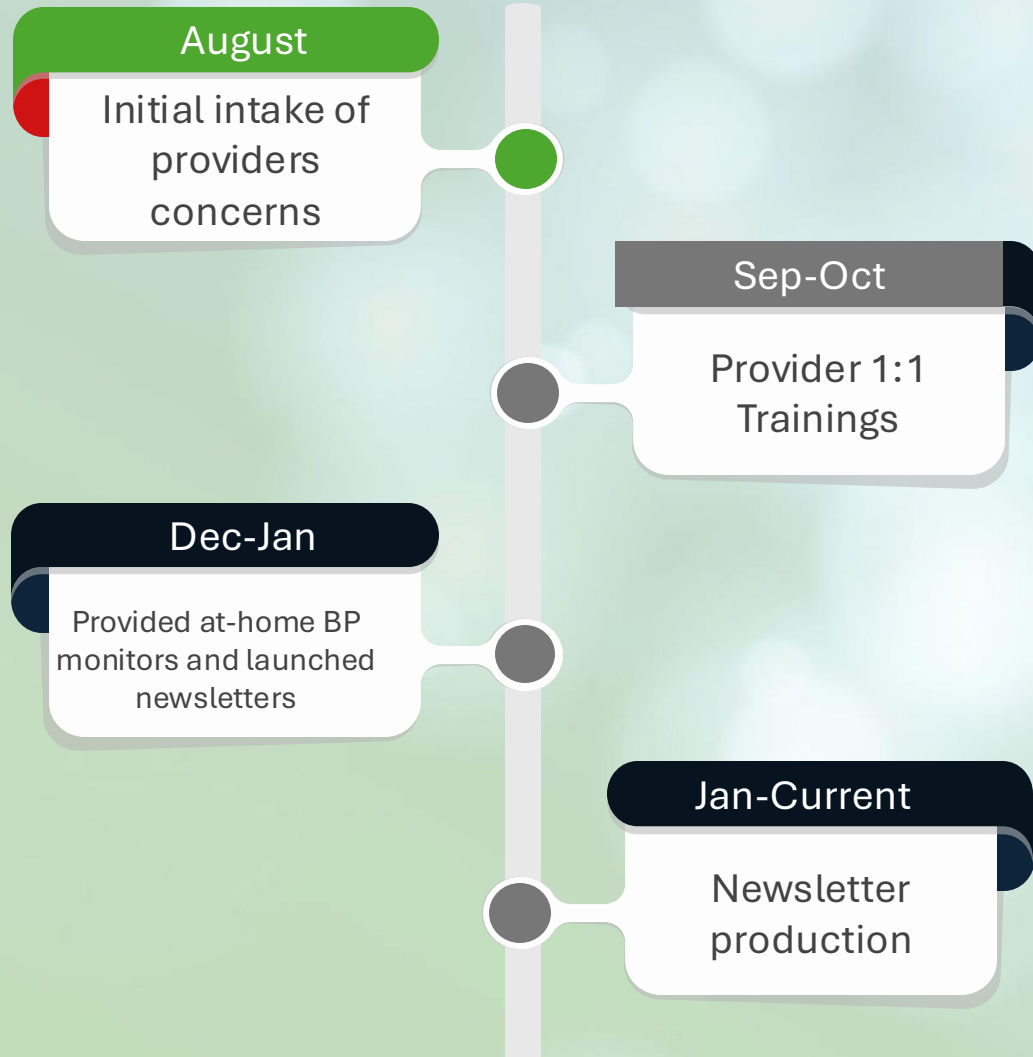 August
Initial intake of
providers
concerns
Sep-Oct
Provider 1:1
Trainings
Dec-Jan
Provided at-home BP
monitors and launched
newsletters
Jan-Current
Newsletter
production